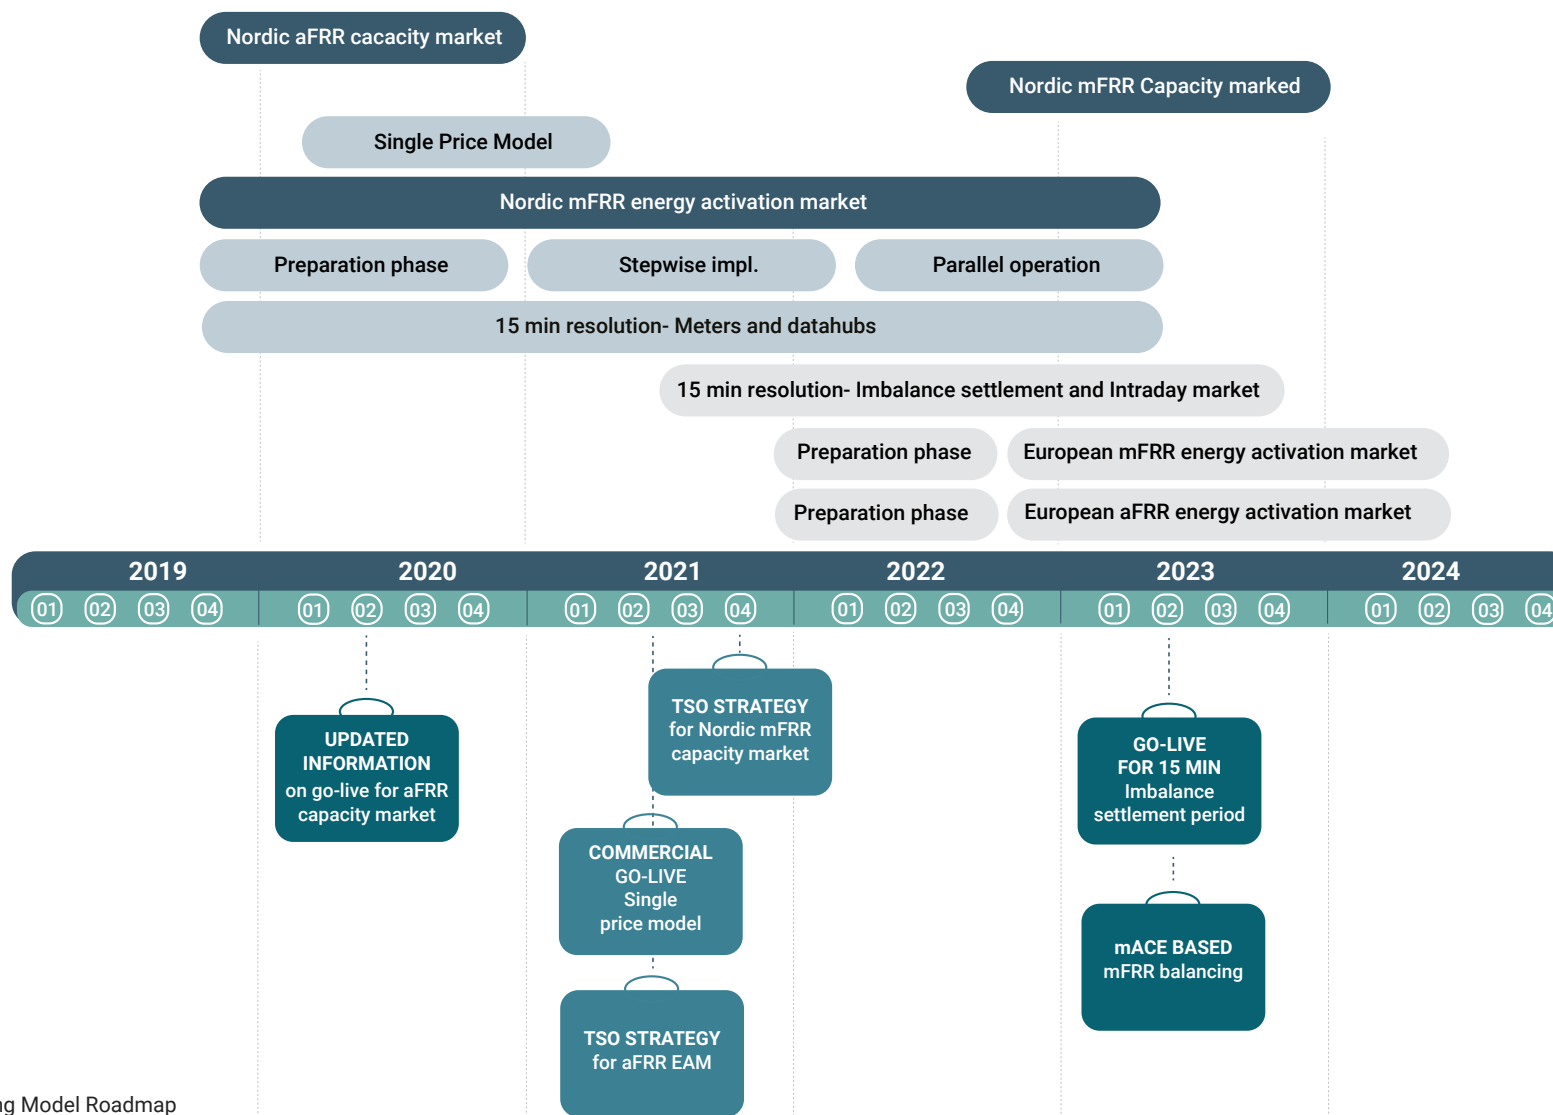 Nordic aFRR cacacity market
Nordic mFRR Capacity marked
Single Price Model
Nordic mFRR energy activation market
Preparation phase
Stepwise impl.
Parallel operation
15 min resolution- Meters and datahubs
15 min resolution- Imbalance settlement and Intraday market
Preparation phase
European mFRR energy activation market
Preparation phase
European aFRR energy activation market
2019
2020
2021
2022
2023
2024
01 02 03 04
01 02 03 04
01 02 03 04
01 02 03 04
01 02 03 04
01 02 03 04
UPDATED
INFORMATION
on go-live for aFRR
capacity market
TSO STRATEGY
for Nordic mFRR
capacity market
COMMERCIAL
GO-LIVE
Single
price model
TSO STRATEGY
for aFRR EAM
GO-LIVE
FOR 15 MIN
Imbalance
settlement period
mACE BASED
mFRR balancing
ng Model Roadmap